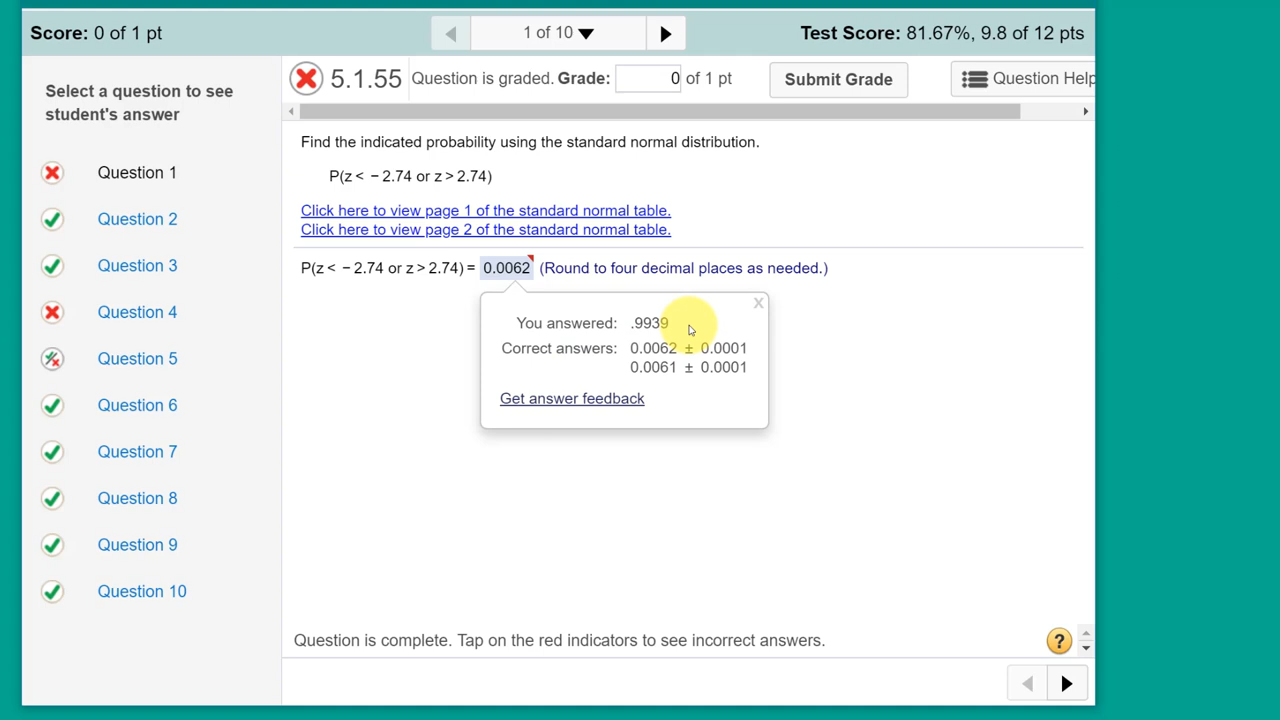 Score: 0 of 1 pt
1 of 10
Test Score: 81.67%, 9.8 of 12 pts
Select a question to see
student's answer
Question 1
Question 2
Question 3
Question 4
Question 5
Question 6
Question 7
Question 8
Question 9
Question 10
5.1.55
Question is graded. Grade: 0 of 1 pt
Submit Grade
Question Help
Find the indicated probability using the standard normal distribution.
P(z < − 2.74 or z > 2.74)
Click here to view page 1 of the standard normal table.
Click here to view page 2 of the standard normal table.
P(z < − 2.74 or z > 2.74) = 0.0062 (Round to four decimal places as needed.)
X
You answered: .9939
Correct answers: 0.0062 ± 0.0001
0.0061 ± 0.0001
Get answer feedback
Question is complete. Tap on the red indicators to see incorrect answers.
?